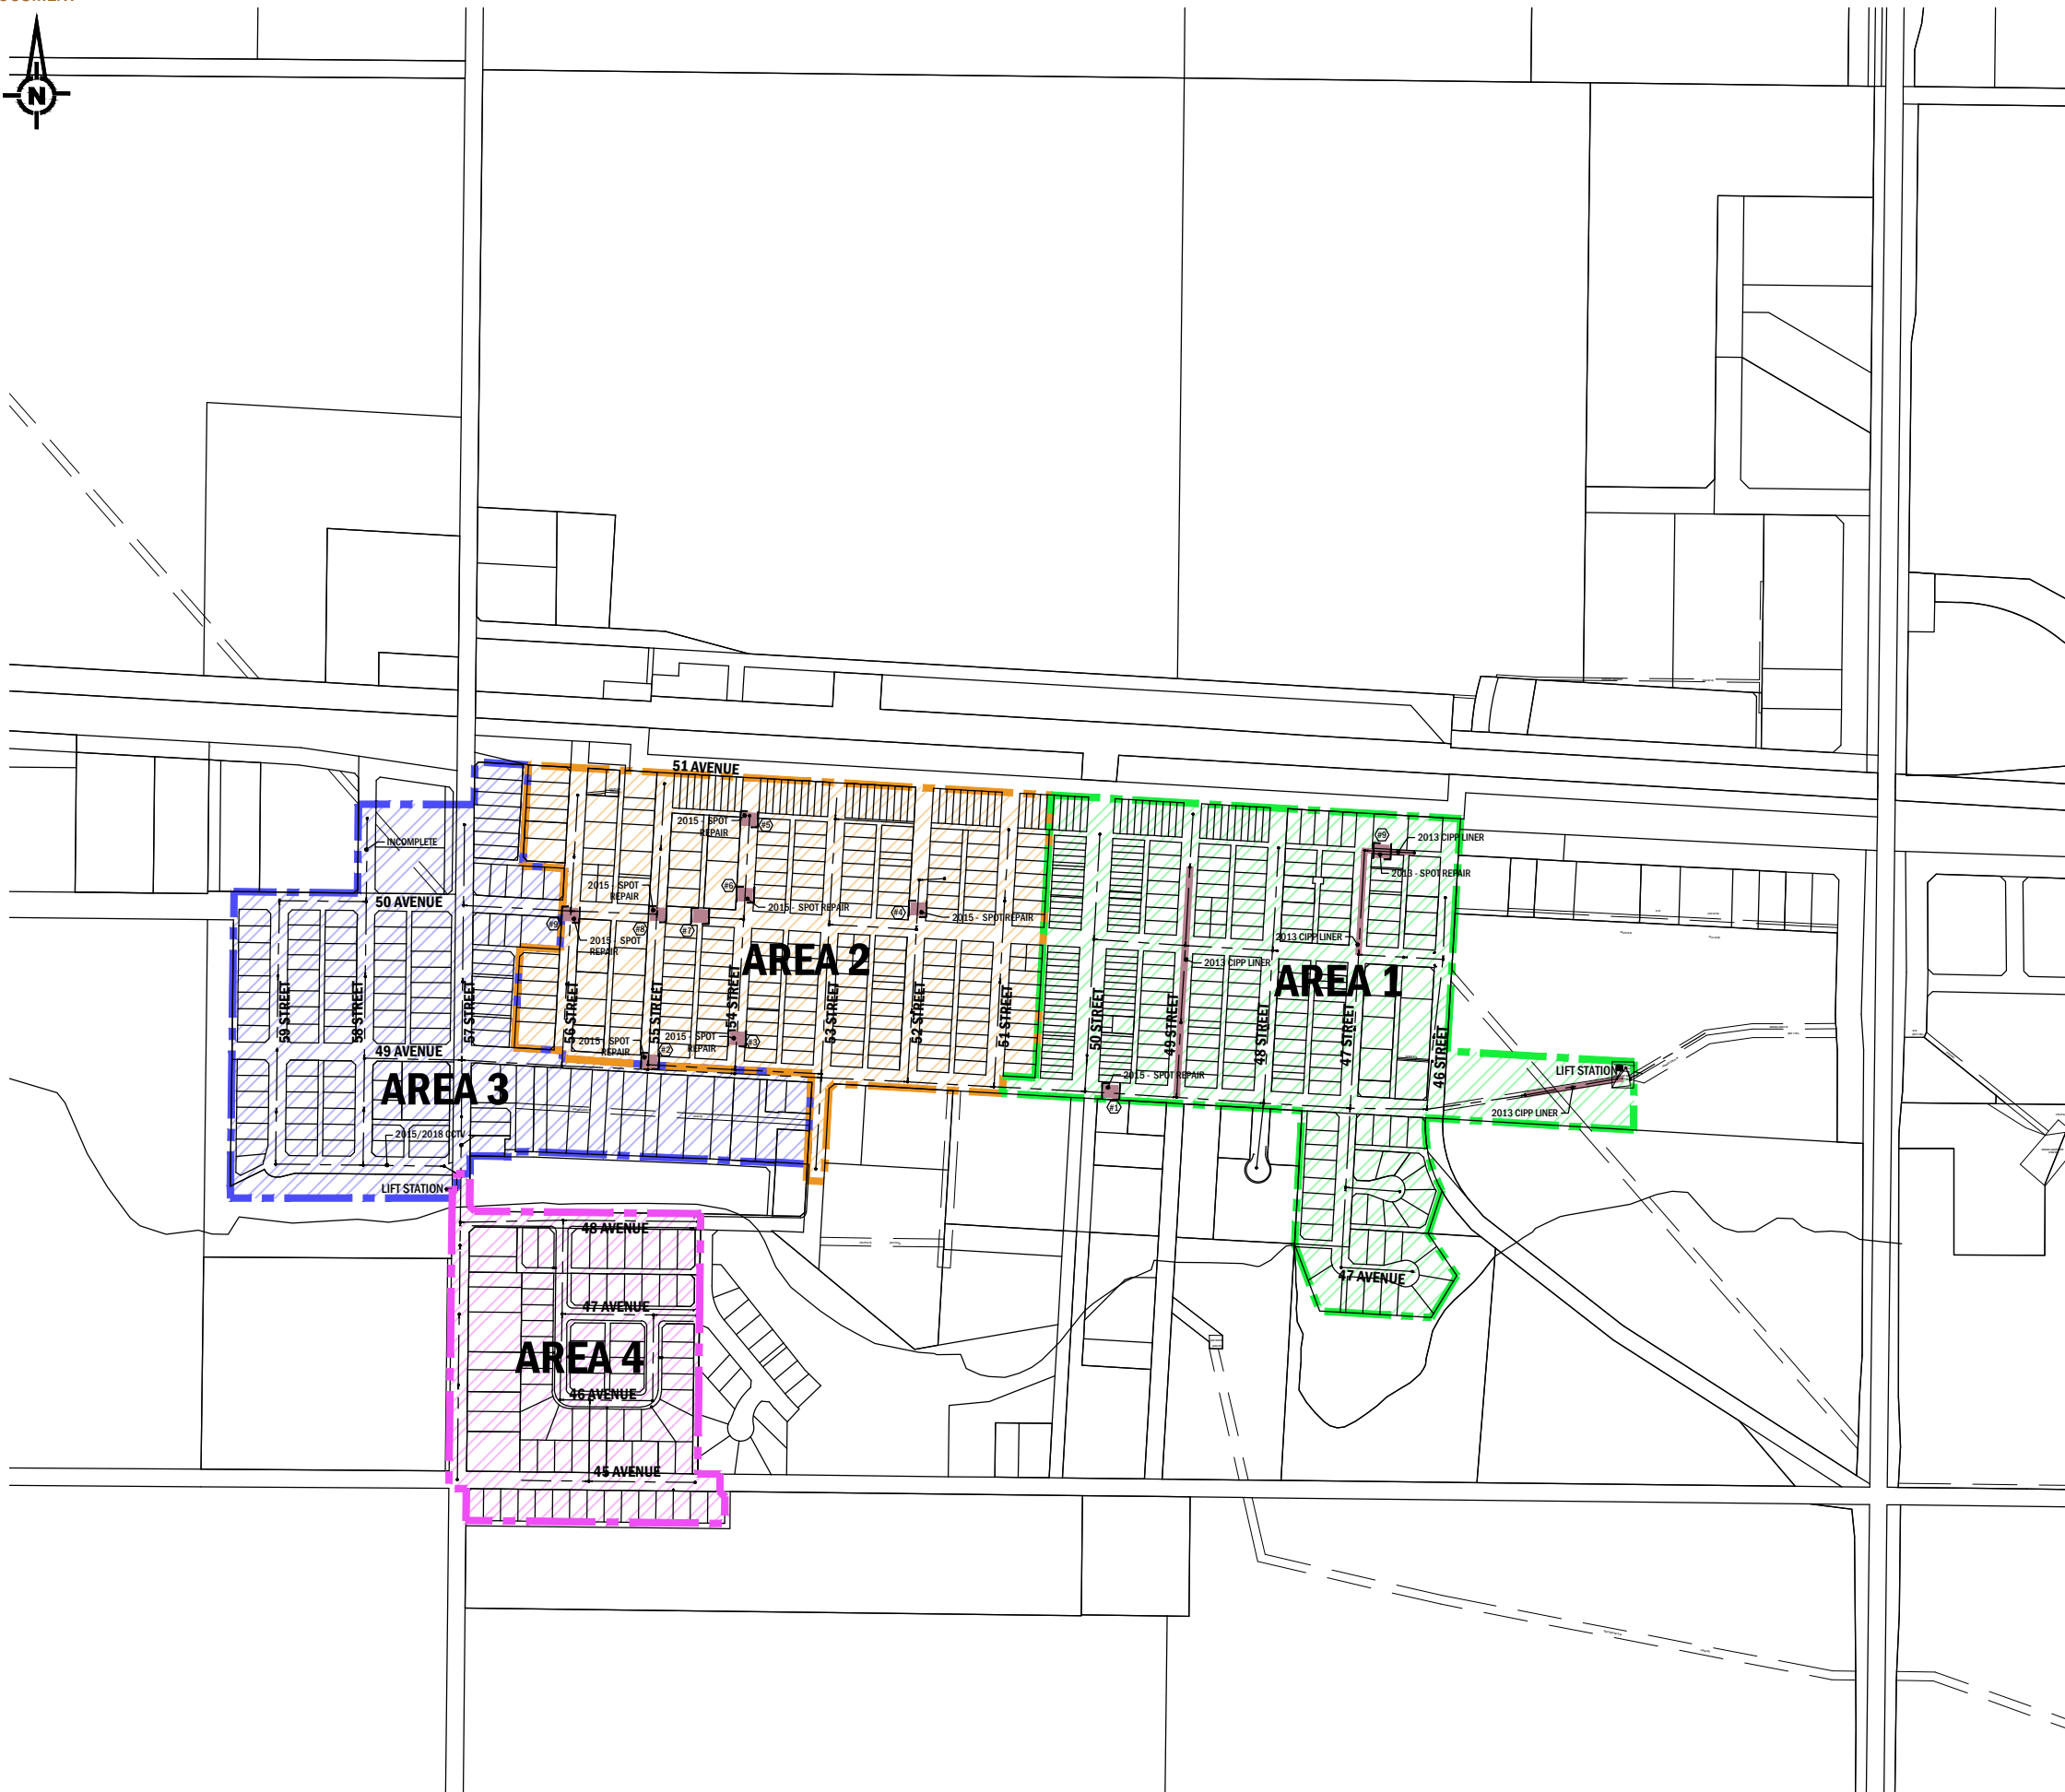 N
51 AVENUE
2015 - SPOT
REPAIR
#5
#9
2013 CIPP LINER
2013 - SPOT REPAIR
INCOMPLETE
50 AVENUE
2015 - SPOT
REPAIR
#6
2015 - SPOT REPAIR
#4
2015 - SPOT REPAIR
#9
#8
#7
2015 - SPOT
REPAIR
2013 CIPP LINER
2013 CIPP LINER
AREA 2
AREA 1
59 STREET
58 STREET
57 STREET
56 STREET
55 STREET
54 STREET
53 STREET
52 STREET
51 STREET
50 STREET
49 STREET
48 STREET
47 STREET
46 STREET
49 AVENUE
2015 - SPOT
REPAIR
#2
2015 - SPOT
REPAIR
#3
AREA 3
2015 - SPOT REPAIR
#1
LIFT STATION
2013 CIPP LINER
2015/2018 CCTV
LIFT STATION
48 AVENUE
47 AVENUE
47 AVENUE
AREA 4
46 AVENUE
45 AVENUE